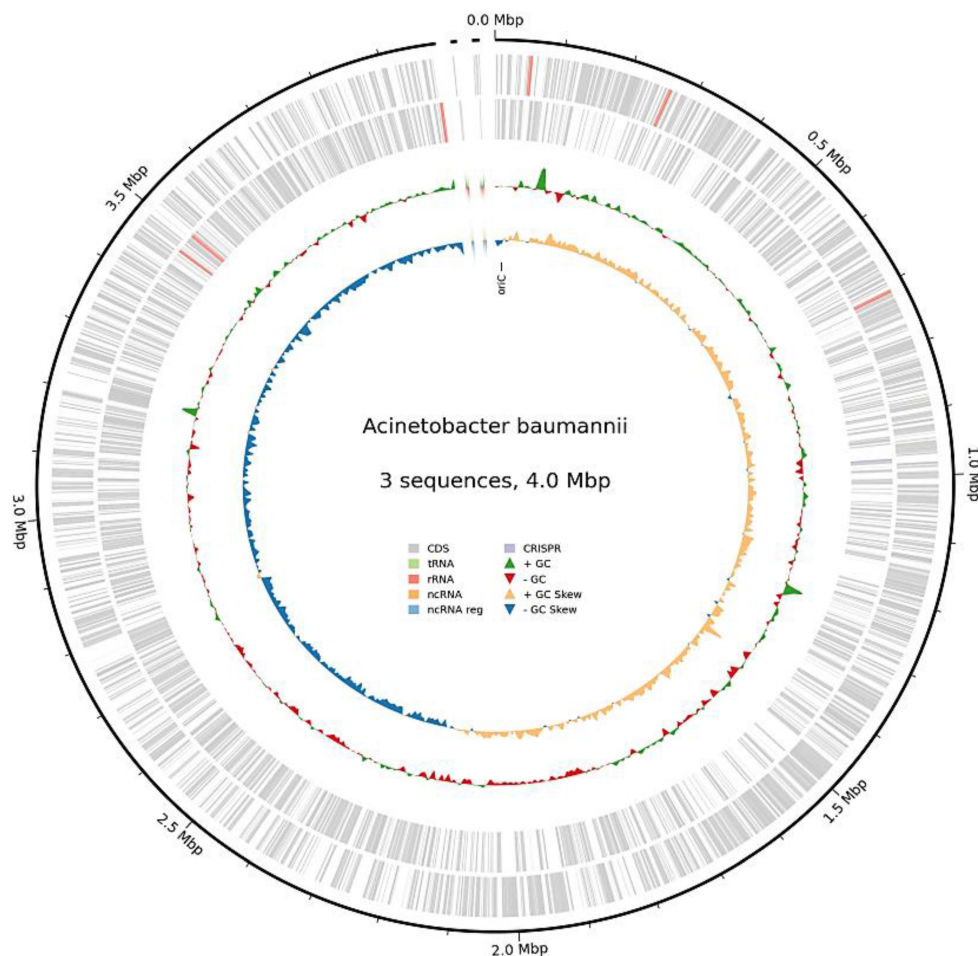 0.0 Mbp
0.5 Mbp
3.5 Mbp
oriC
Acinetobacter baumannii
1.0 Mbp
3 sequences, 4.0 Mbp
3.0 Mbp
CDS
CRISPR
tRNA
+ GC
rRNA
- GC
ncRNA
+ GC Skew
ncRNA reg
- GC Skew
1.5 Mbp
2.5 Mbp
2.0 Mbp